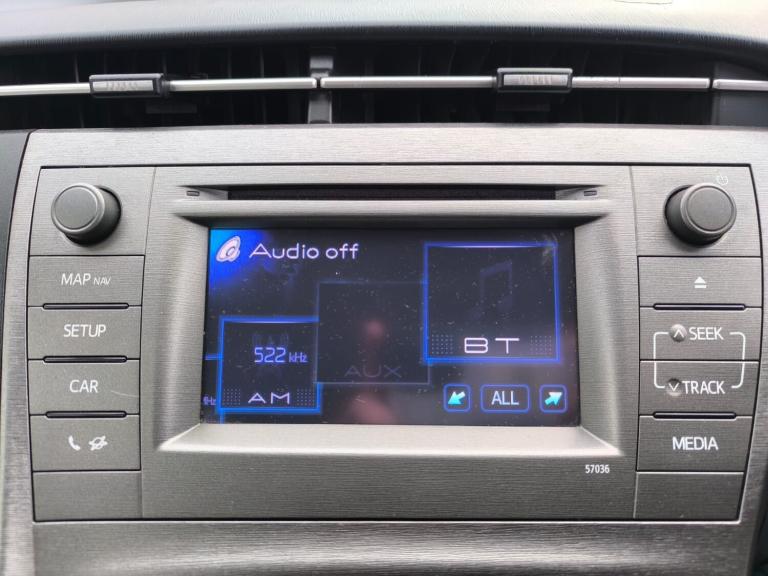 Audio off
MAP NAV
SETUP
CAR
BT
522 kHz
AUX
AM
ALL
SEEK
TRACK
MEDIA
57036